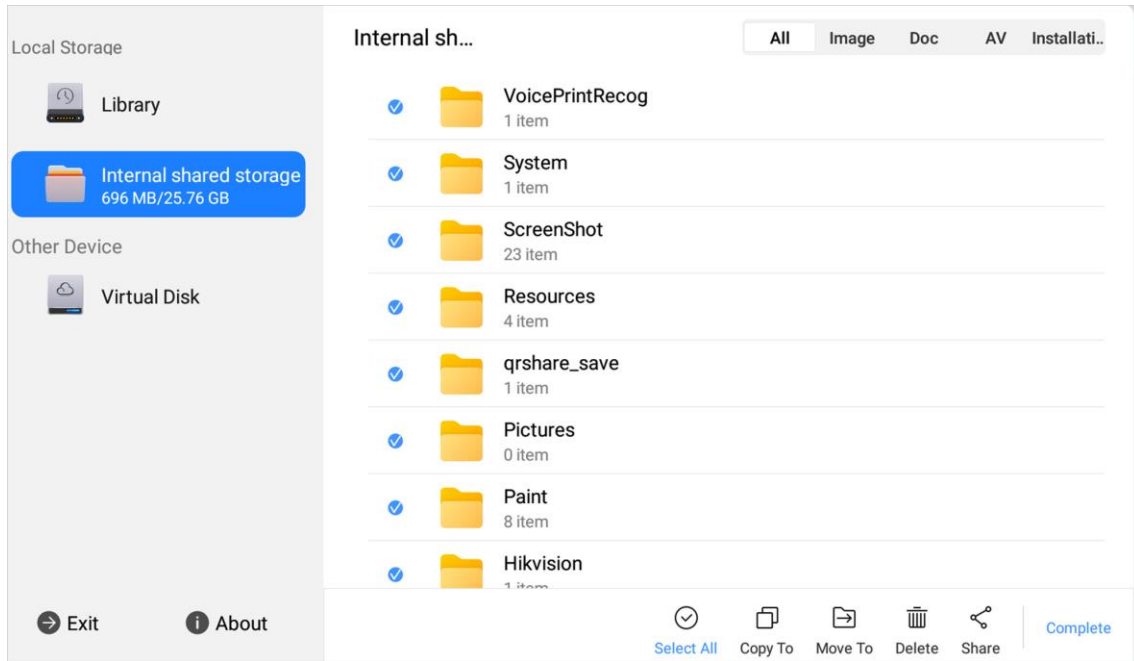 Local Storage
Library
Internal shared storage
696 MB/25.76 GB
Other Device
Virtual Disk
Exit
About
Internal sh...
All
Image
Doc
AV
Installati..
VoicePrintRecog
1 item
System
1 item
ScreenShot
23 item
Resources
4 item
qrshare_save
1 item
Pictures
0 item
Paint
8 item
Hikvision
1 item
Select All
Copy To
Move To
Delete
Share
Complete